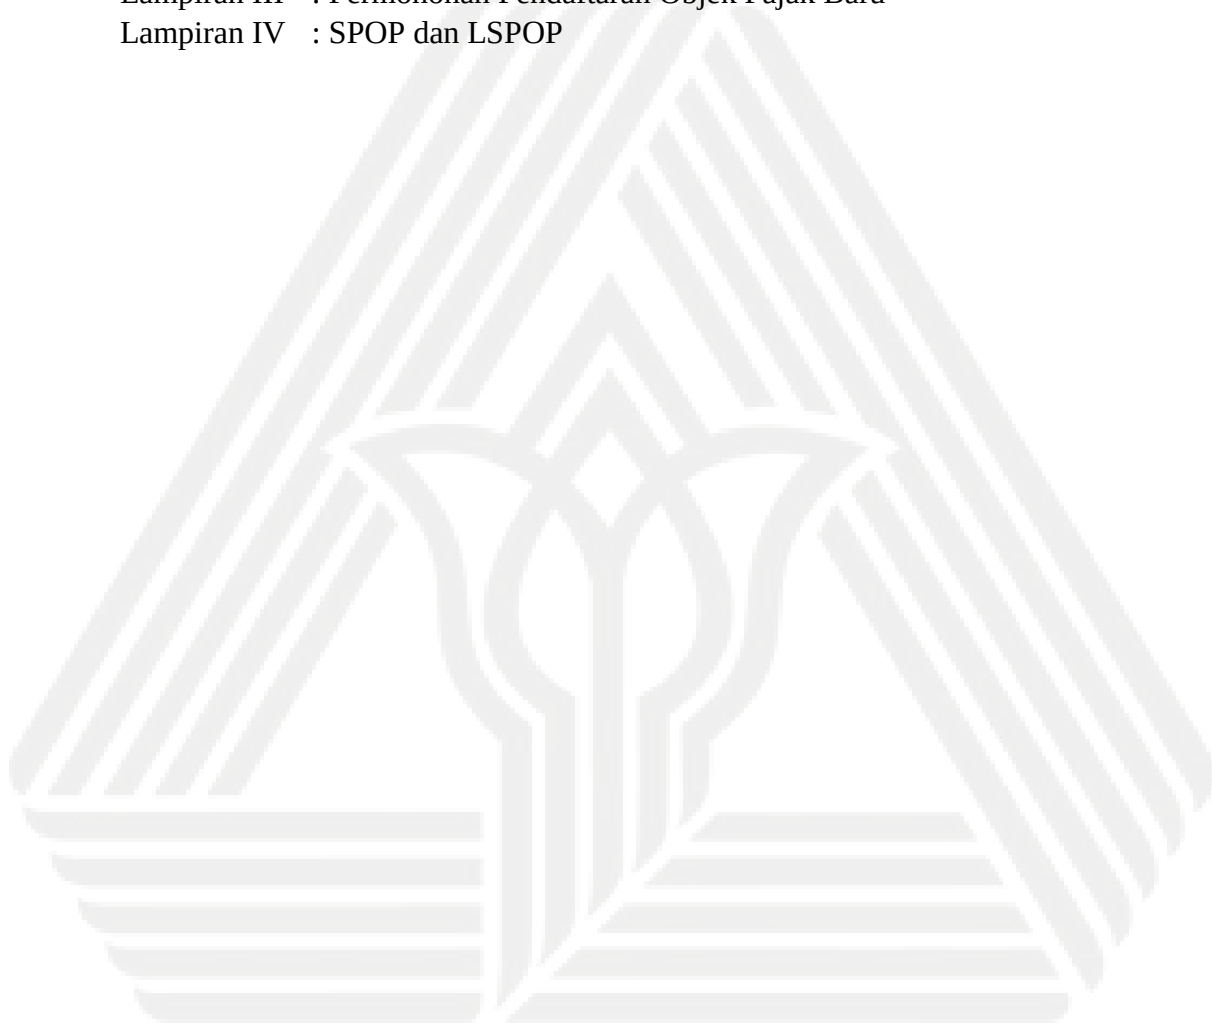 Lampiran III : Permohonan Pendaftaran Objek Pajak Baru
Lampiran IV : SPOP dan LSPOP